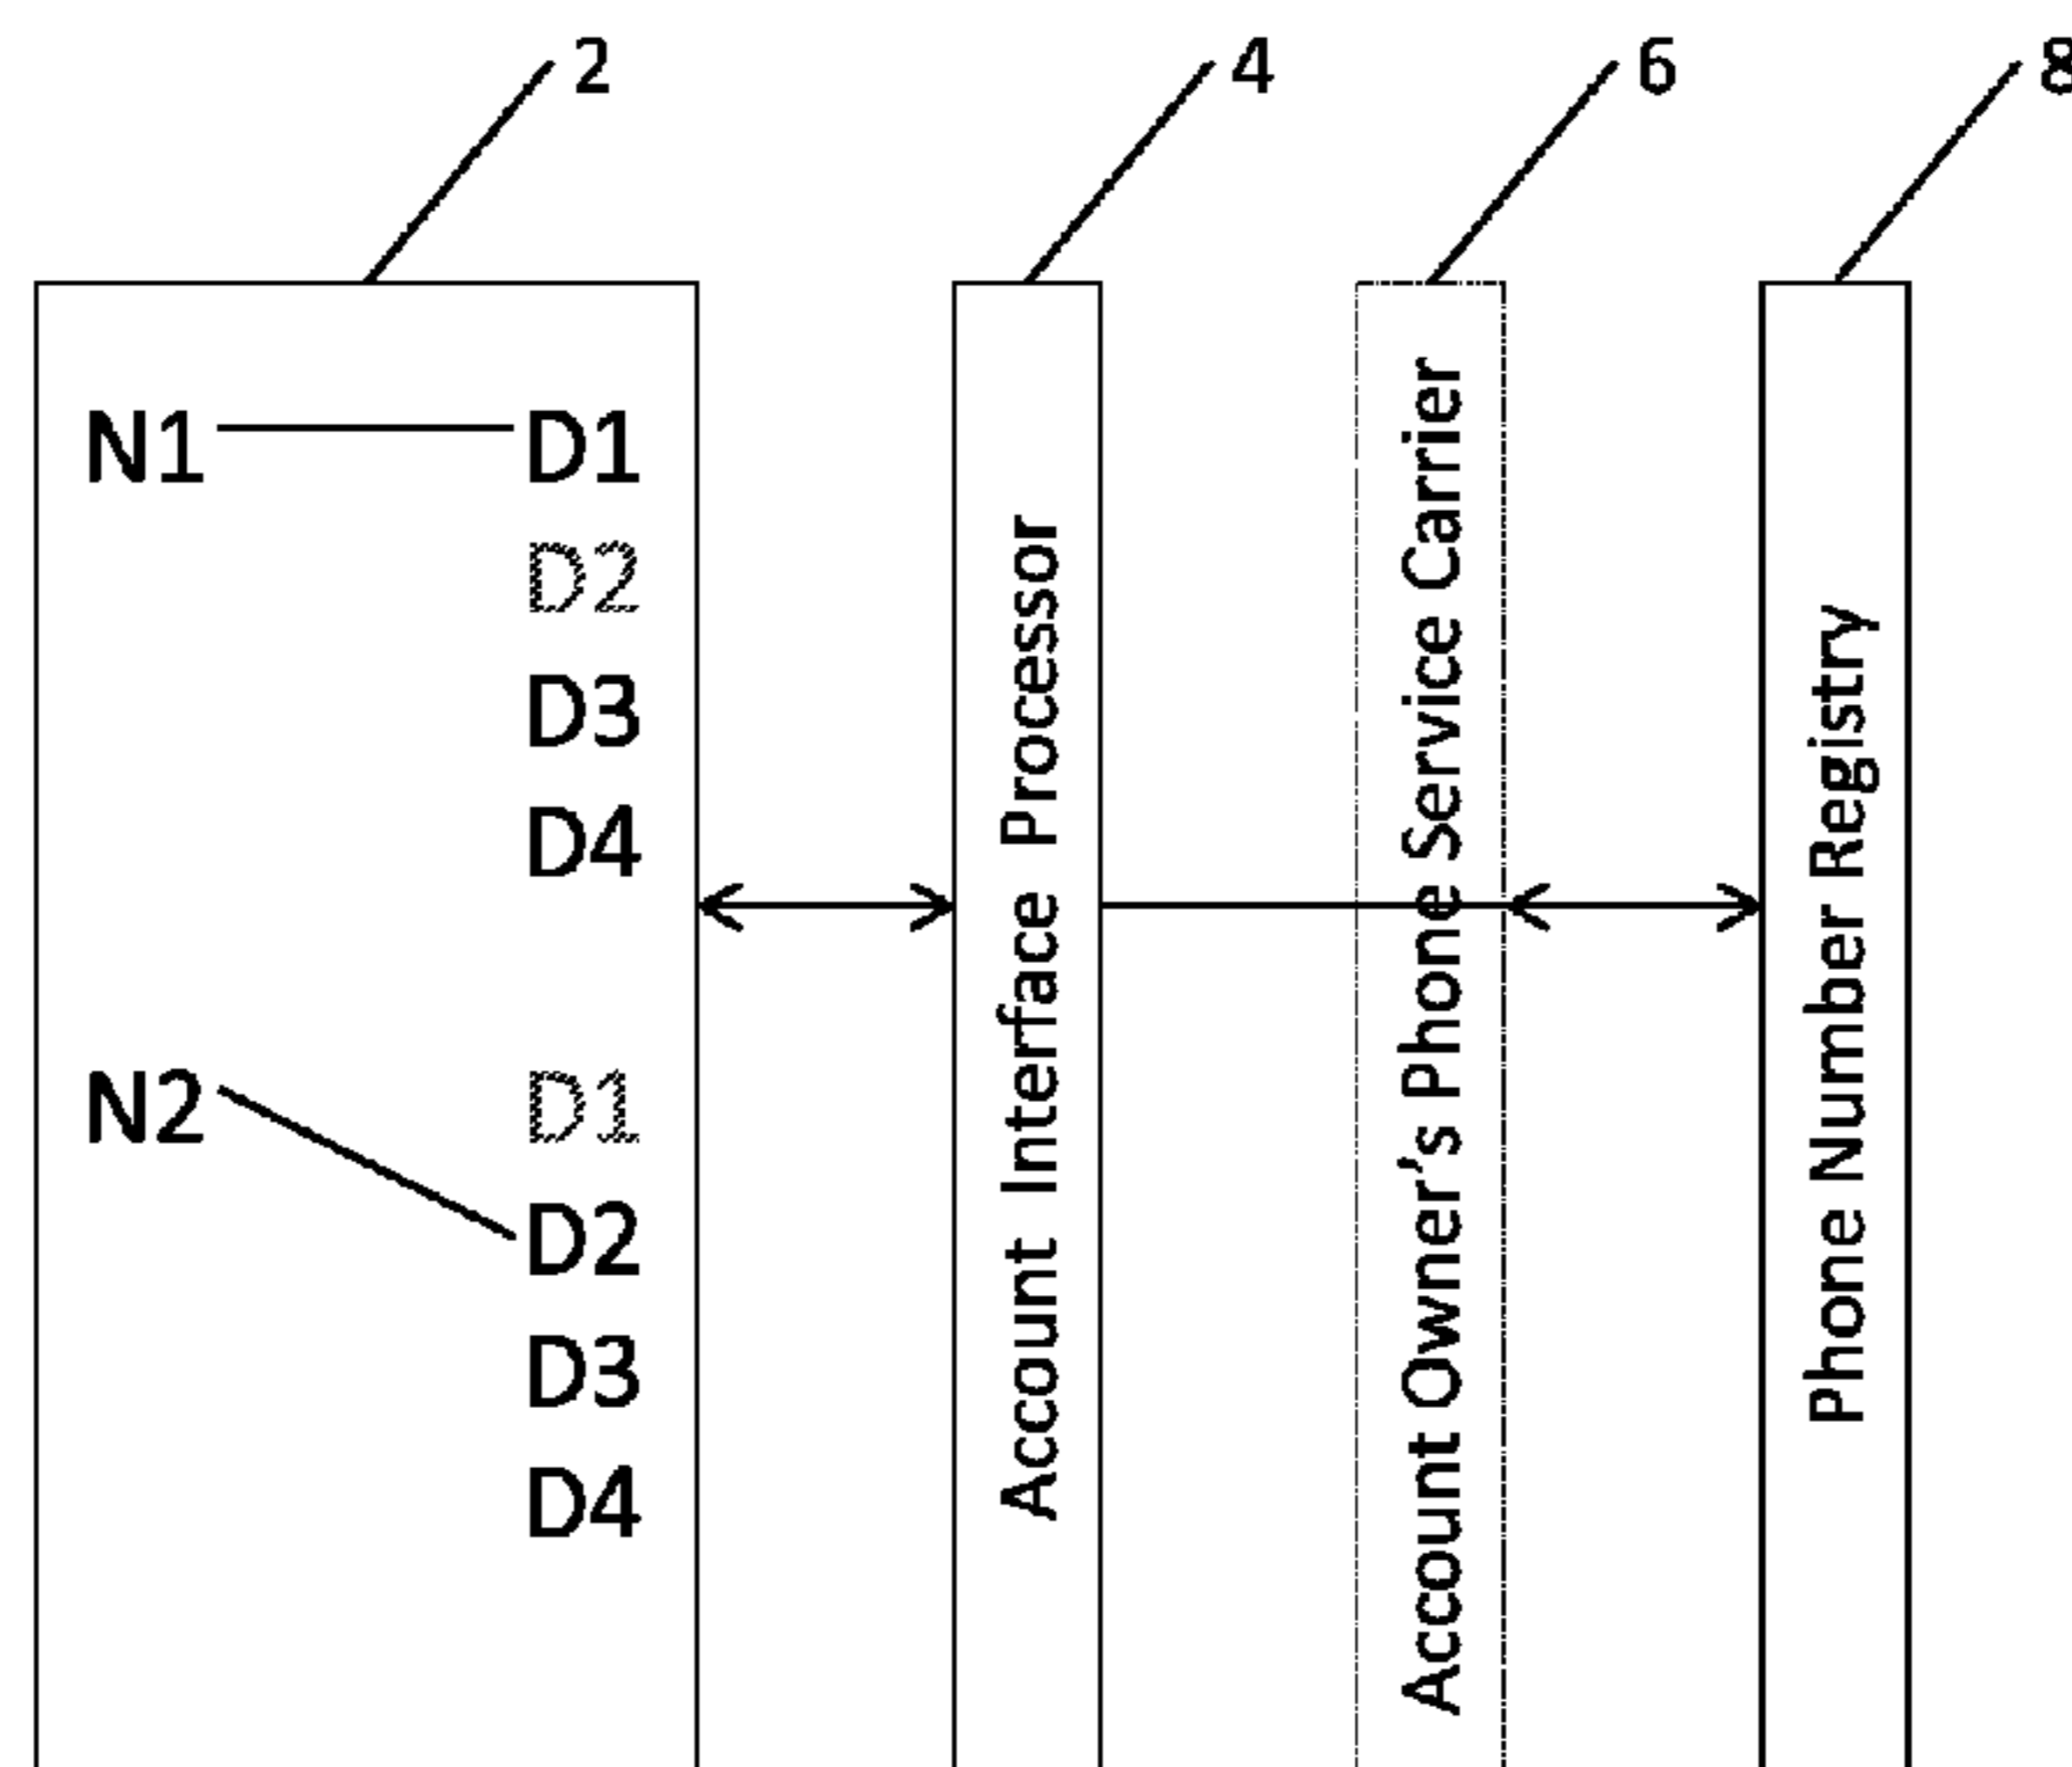 2
4
6
8
N1 D1
D2
D3
D4
N2 D1
D2
D3
D4
Account Interface Processor
Account Owner's Phone Service Carrier
Phone Number Registry